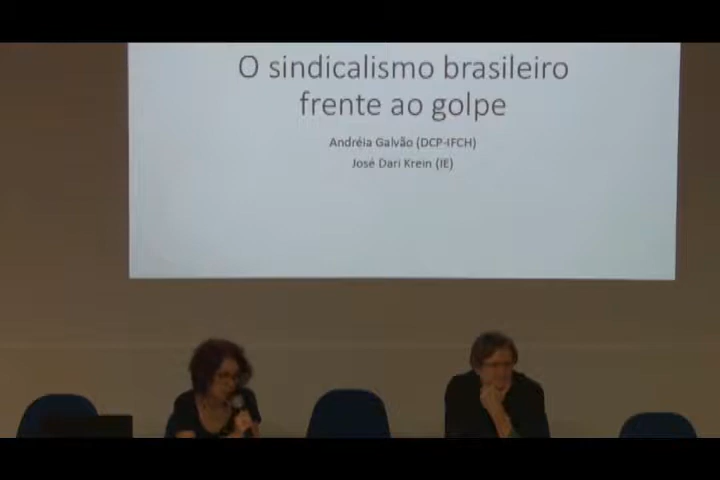 O sindicalismo brasileiro
frente ao golpe
Andréia Galvão (DCP-IFCH)
José Dari Krein (IE)